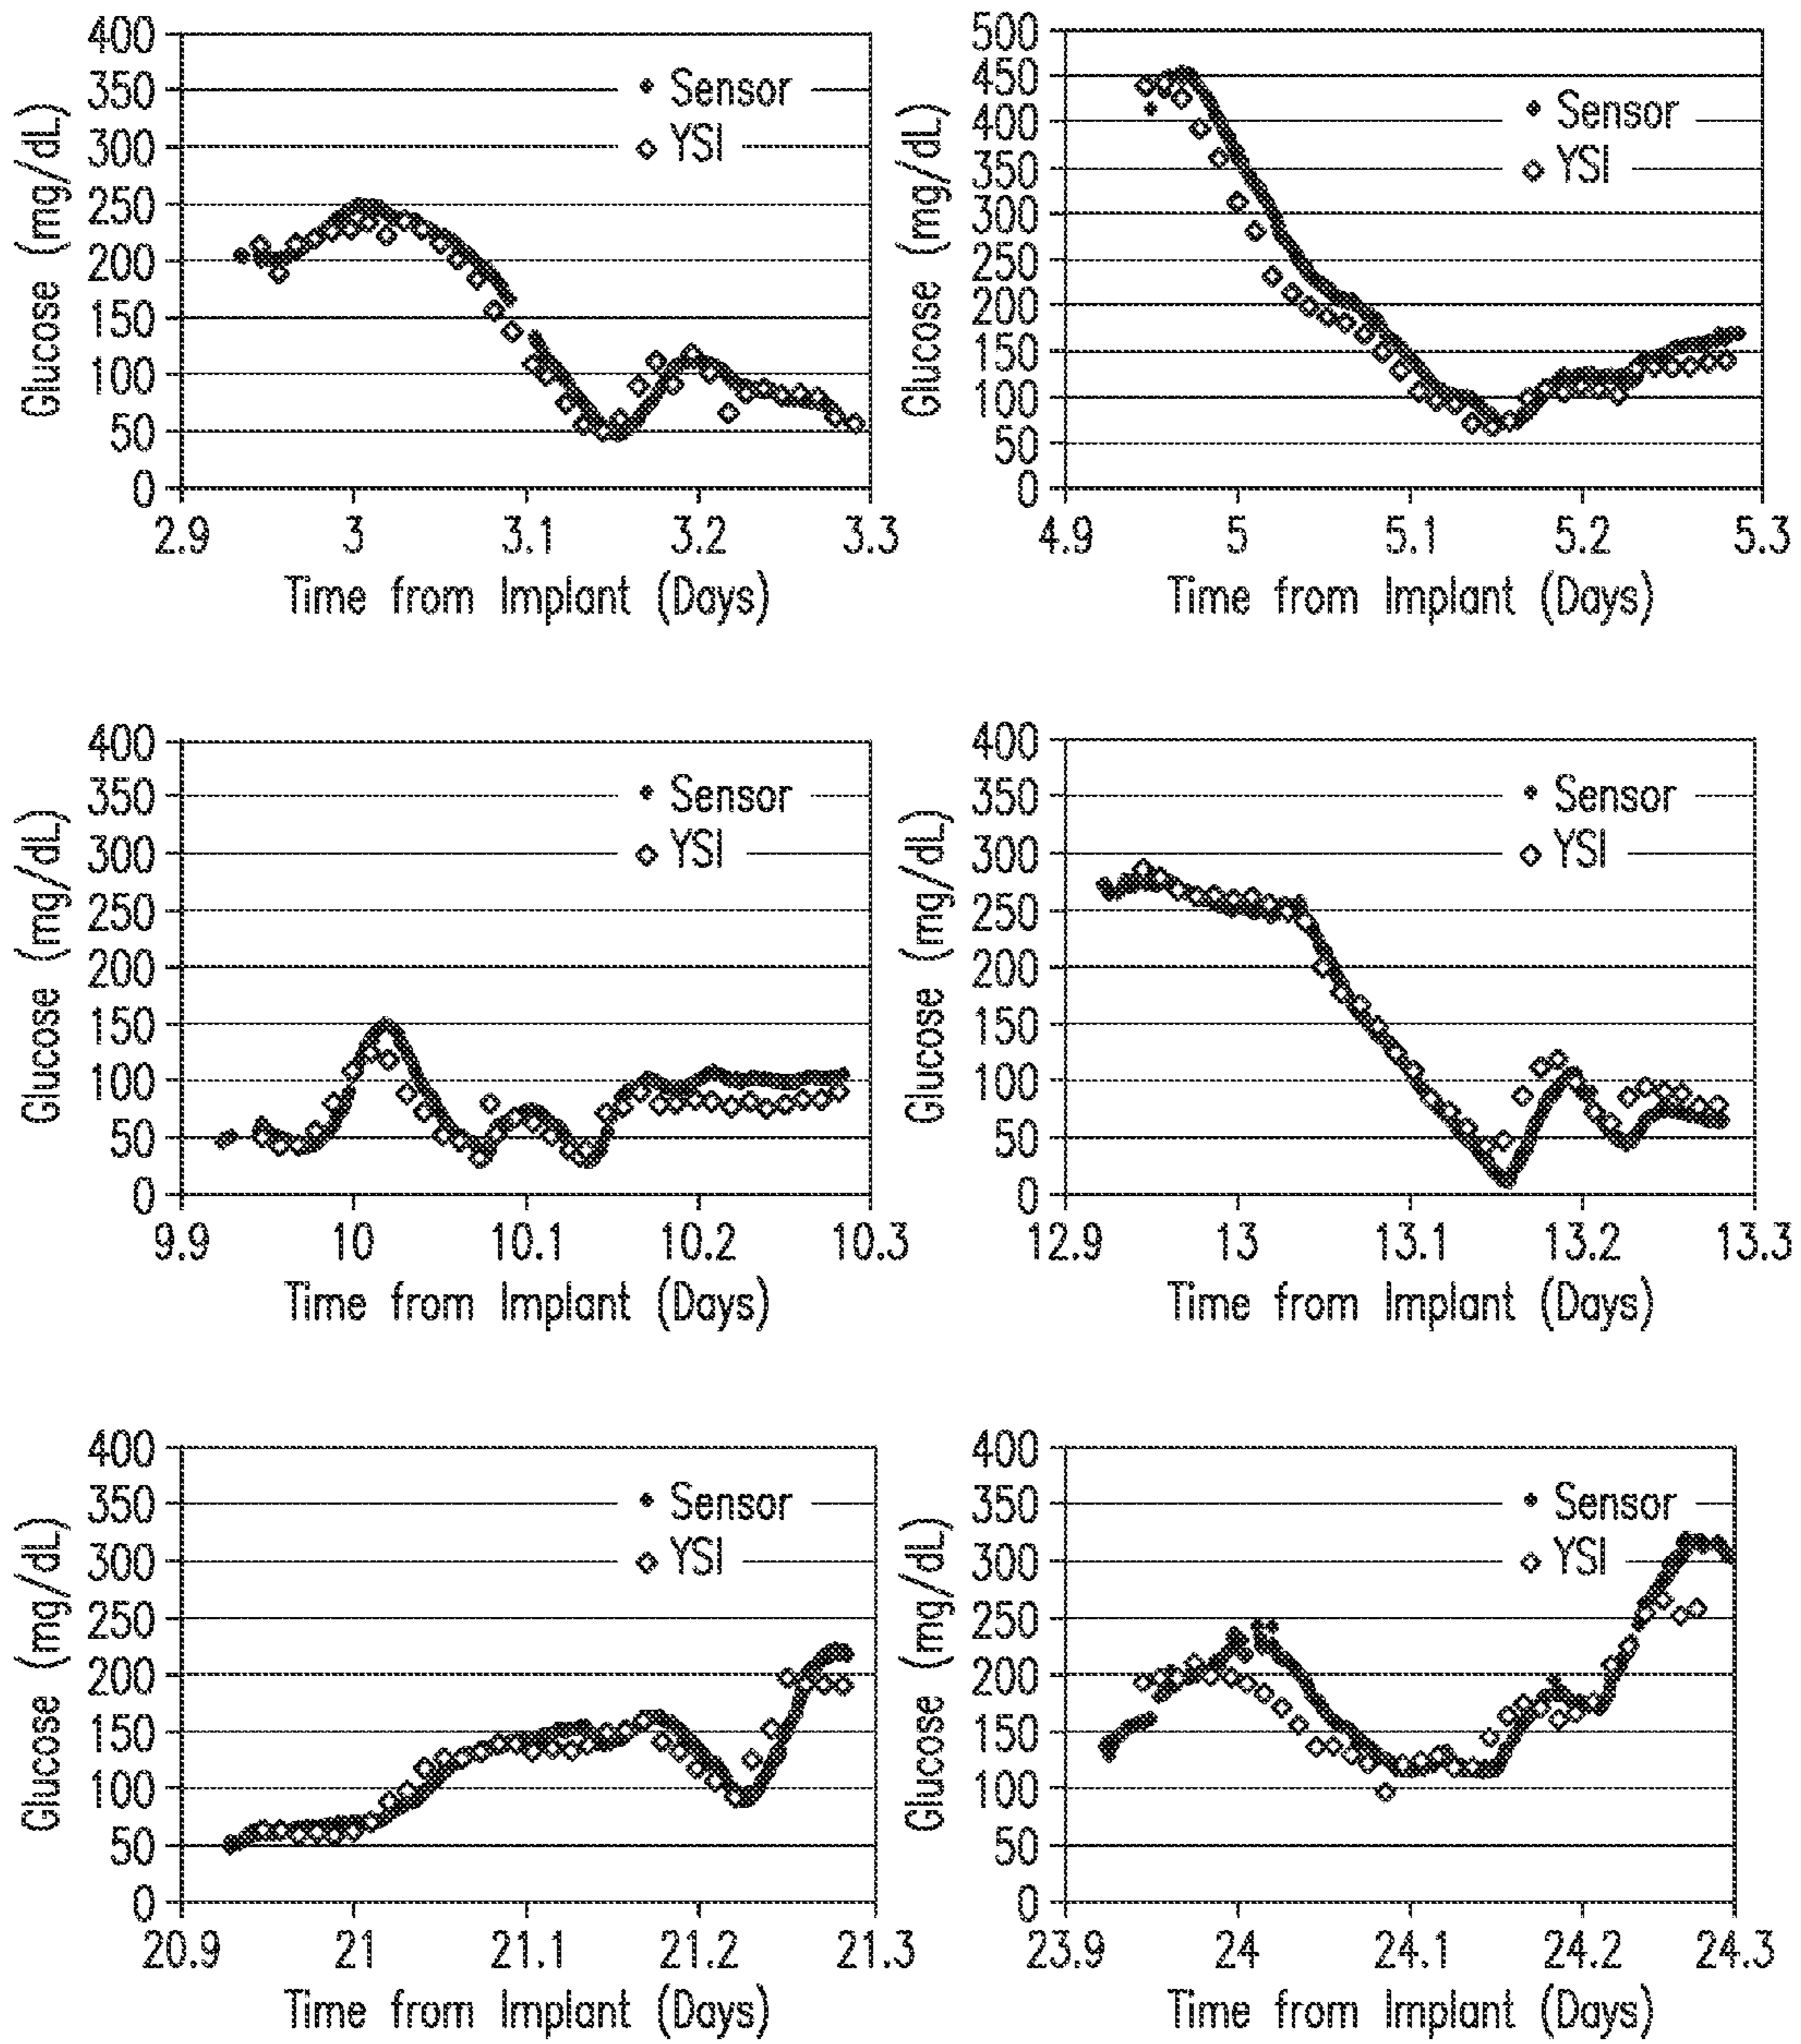 400
350
300
250
200
150
100
50
0
Glucose (mg/dL)
Sensor
YSI
2.9 3 3.1 3.2 3.3
Time from Implant (Days)
500
450
400
350
300
250
200
150
100
50
0
Glucose (mg/dL)
Sensor
YSI
4.9 5 5.1 5.2 5.3
Time from Implant (Days)
400
350
300
250
200
150
100
50
0
Glucose (mg/dL)
Sensor
YSI
9.9 10 10.1 10.2 10.3
Time from Implant (Days)
400
350
300
250
200
150
100
50
0
Glucose (mg/dL)
Sensor
YSI
12.9 13 13.1 13.2 13.3
Time from Implant (Days)
400
350
300
250
200
150
100
50
0
Glucose (mg/dL)
Sensor
YSI
20.9 21 21.1 21.2 21.3
Time from Implant (Days)
400
350
300
250
200
150
100
50
0
Glucose (mg/dL)
Sensor
YSI
23.9 24 24.1 24.2 24.3
Time from Implant (Days)